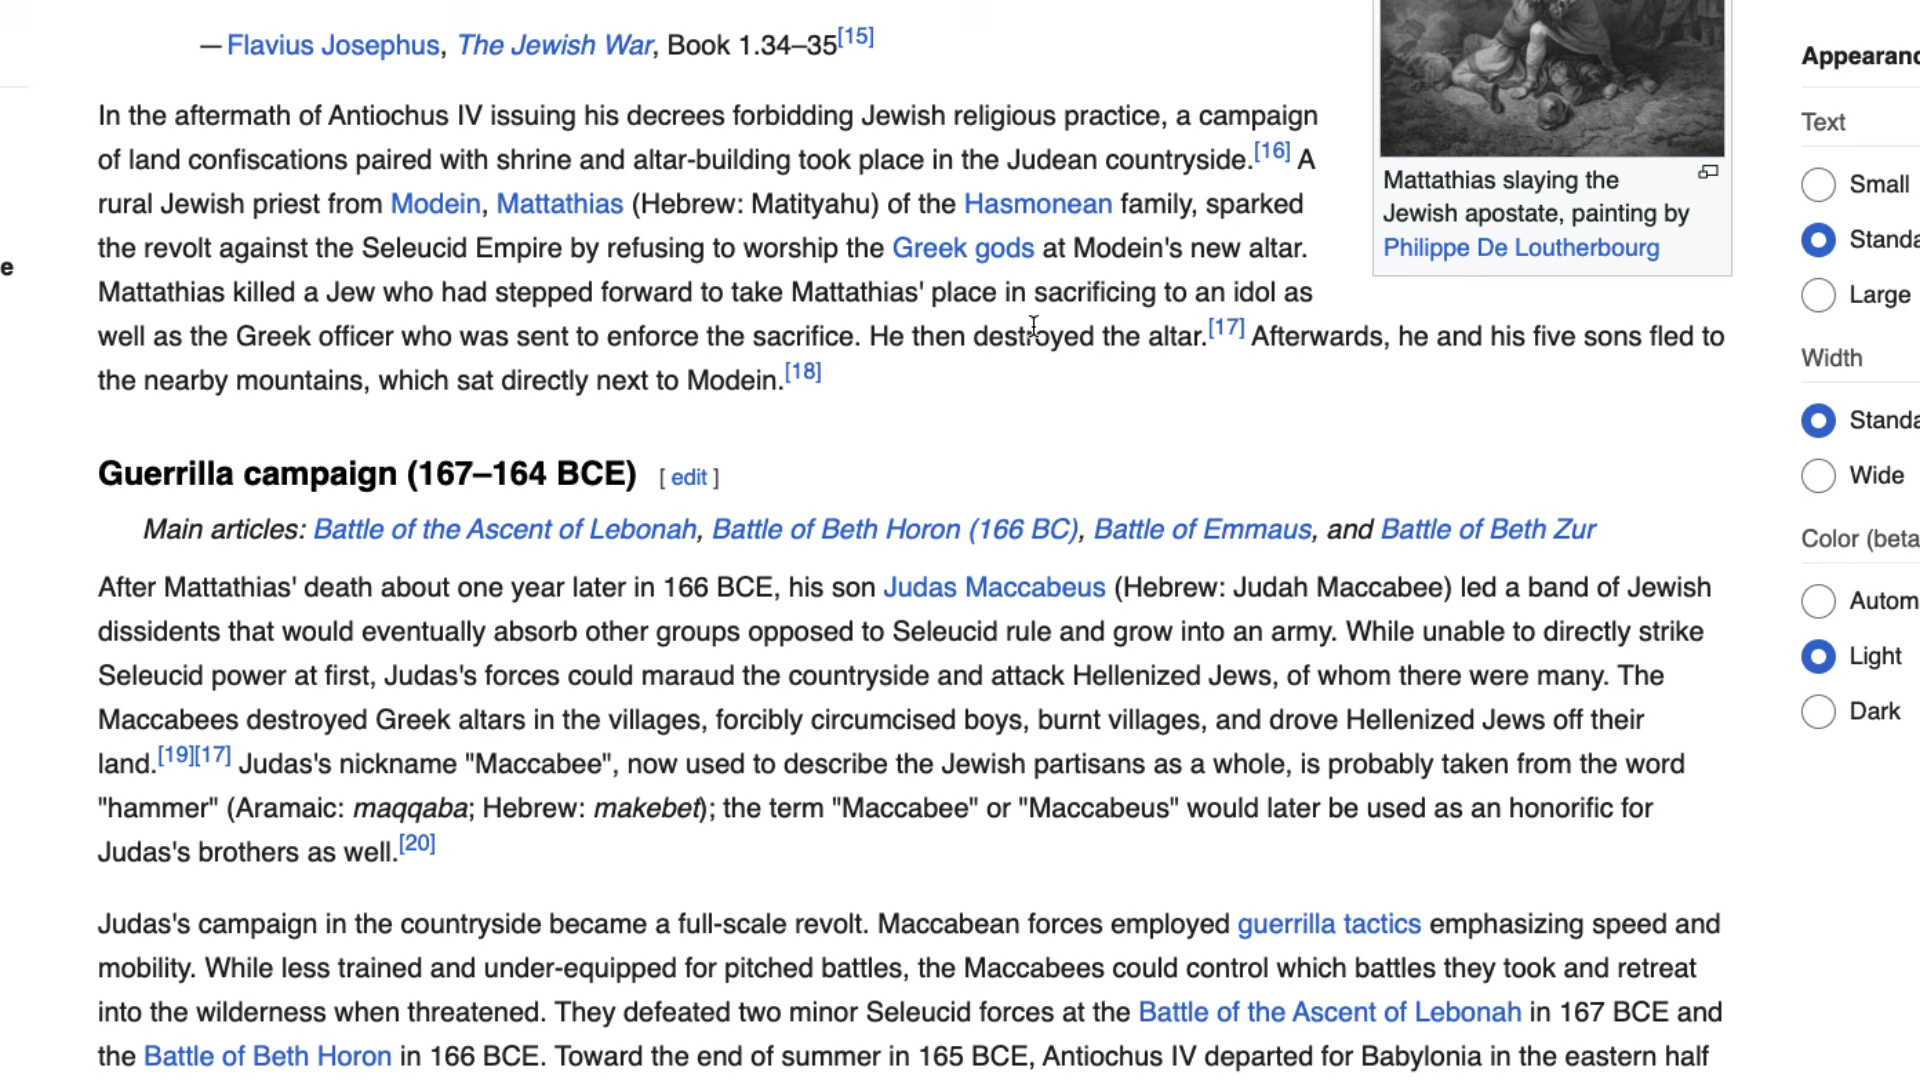 — Flavius Josephus, The Jewish War, Book 1.34–35[15]
In the aftermath of Antiochus IV issuing his decrees forbidding Jewish religious practice, a campaign
of land confiscations paired with shrine and altar-building took place in the Judean countryside.[16] A
rural Jewish priest from Modein, Mattathias (Hebrew: Matityahu) of the Hasmonean family, sparked
the revolt against the Seleucid Empire by refusing to worship the Greek gods at Modein's new altar.
Mattathias killed a Jew who had stepped forward to take Mattathias' place in sacrificing to an idol as
well as the Greek officer who was sent to enforce the sacrifice. He then destroyed the altar.[17] Afterwards, he and his five sons fled to
the nearby mountains, which sat directly next to Modein.[18]
Mattathias slaying the
Jewish apostate, painting by
Philippe De Loutherbourg
Guerrilla campaign (167–164 BCE) [ edit ]
Main articles: Battle of the Ascent of Lebonah, Battle of Beth Horon (166 BC), Battle of Emmaus, and Battle of Beth Zur
After Mattathias' death about one year later in 166 BCE, his son Judas Maccabeus (Hebrew: Judah Maccabee) led a band of Jewish
dissidents that would eventually absorb other groups opposed to Seleucid rule and grow into an army. While unable to directly strike
Seleucid power at first, Judas's forces could maraud the countryside and attack Hellenized Jews, of whom there were many. The
Maccabees destroyed Greek altars in the villages, forcibly circumcised boys, burnt villages, and drove Hellenized Jews off their
land.[19][17] Judas's nickname "Maccabee", now used to describe the Jewish partisans as a whole, is probably taken from the word
"hammer" (Aramaic: maqqaba; Hebrew: makebet); the term "Maccabee" or "Maccabeus" would later be used as an honorific for
Judas's brothers as well.[20]
Judas's campaign in the countryside became a full-scale revolt. Maccabean forces employed guerrilla tactics emphasizing speed and
mobility. While less trained and under-equipped for pitched battles, the Maccabees could control which battles they took and retreat
into the wilderness when threatened. They defeated two minor Seleucid forces at the Battle of the Ascent of Lebonah in 167 BCE and
the Battle of Beth Horon in 166 BCE. Toward the end of summer in 165 BCE, Antiochus IV departed for Babylonia in the eastern half
e
Appearanc
Text
Small
Standa
Large
Width
Standa
Wide
Color (beta
Autom
Light
Dark